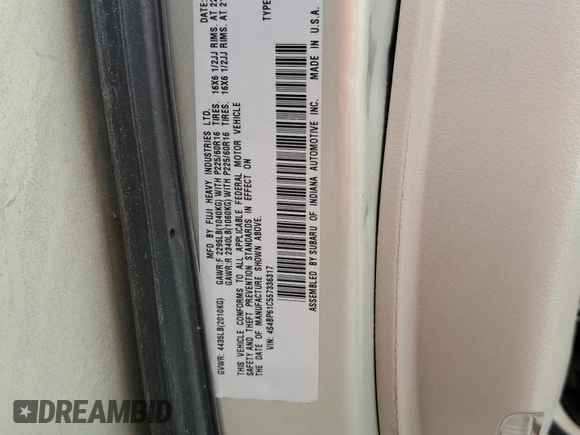 MFD BY FUJI HEAVY INDUSTRIES LTD. DATE:
GVWR: 4435LB(2010KG) GAWR:F 2295LB(1040KG) WITH P225/60R16 TIRES. 16X6 1/2JJ RIMS. AT
GAWR:R 2340LB(1060KG) WITH P225/60R16 TIRES. 16X6 1/2JJ RIMS. AT
THIS VEHICLE CONFORMS TO ALL APPLICABLE FEDERAL MOTOR VEHICLE
SAFETY AND THEFT PREVENTION STANDARDS IN EFFECT ON
THE DATE OF MANUFACTURE SHOWN ABOVE.
VIN: 4S4BP61C557336317 TYPE
ASSEMBLED BY SUBARU OF INDIANA AUTOMOTIVE INC. MADE IN U.S.A.
DREAMBID